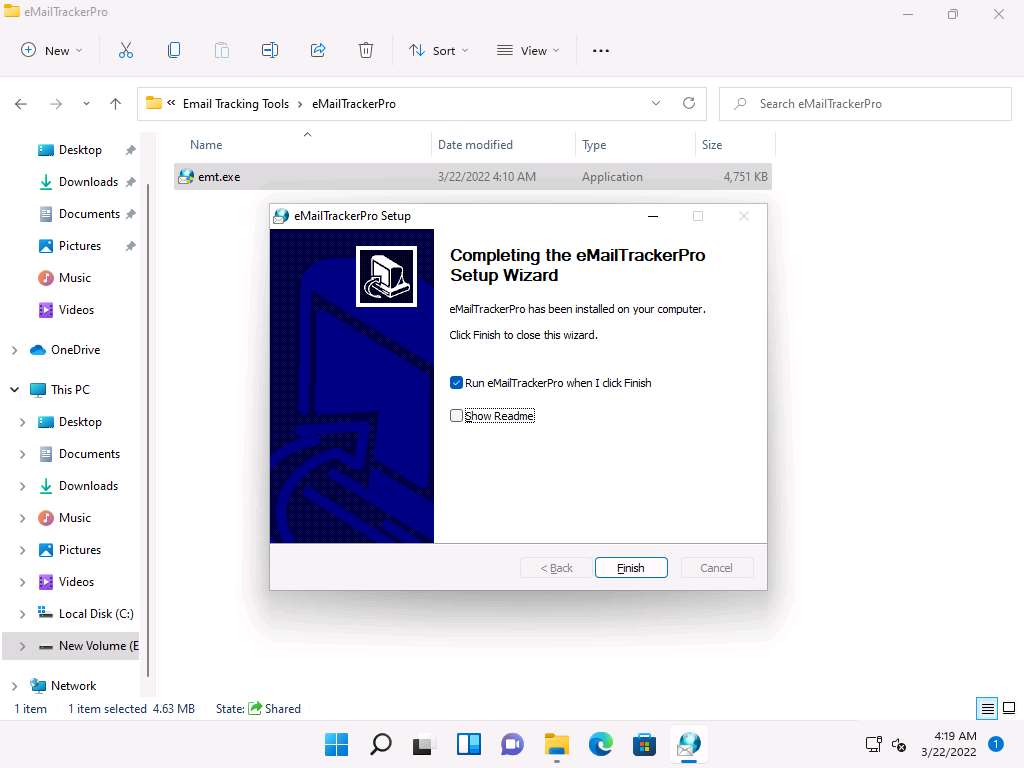 eMailTrackerPro
New
Sort
View
Email Tracking Tools
eMailTrackerPro
Search eMailTrackerPro
Name
Date modified
Type
Size
emt.exe
3/22/2022 4:10 AM
Application
4,751 KB
Desktop
Downloads
Documents
Pictures
Music
Videos
OneDrive
This PC
Desktop
Documents
Downloads
Music
Pictures
Videos
Local Disk (C:)
New Volume (E
Network
eMailTrackerPro Setup
Completing the eMailTrackerPro
Setup Wizard
eMailTrackerPro has been installed on your computer.
Click Finish to close this wizard.
Run eMailTrackerPro when I click Finish
Show Readme
< Back
Finish
Cancel
1 item
1 item selected 4.63 MB
State: Shared
4:19 AM
3/22/2022
1